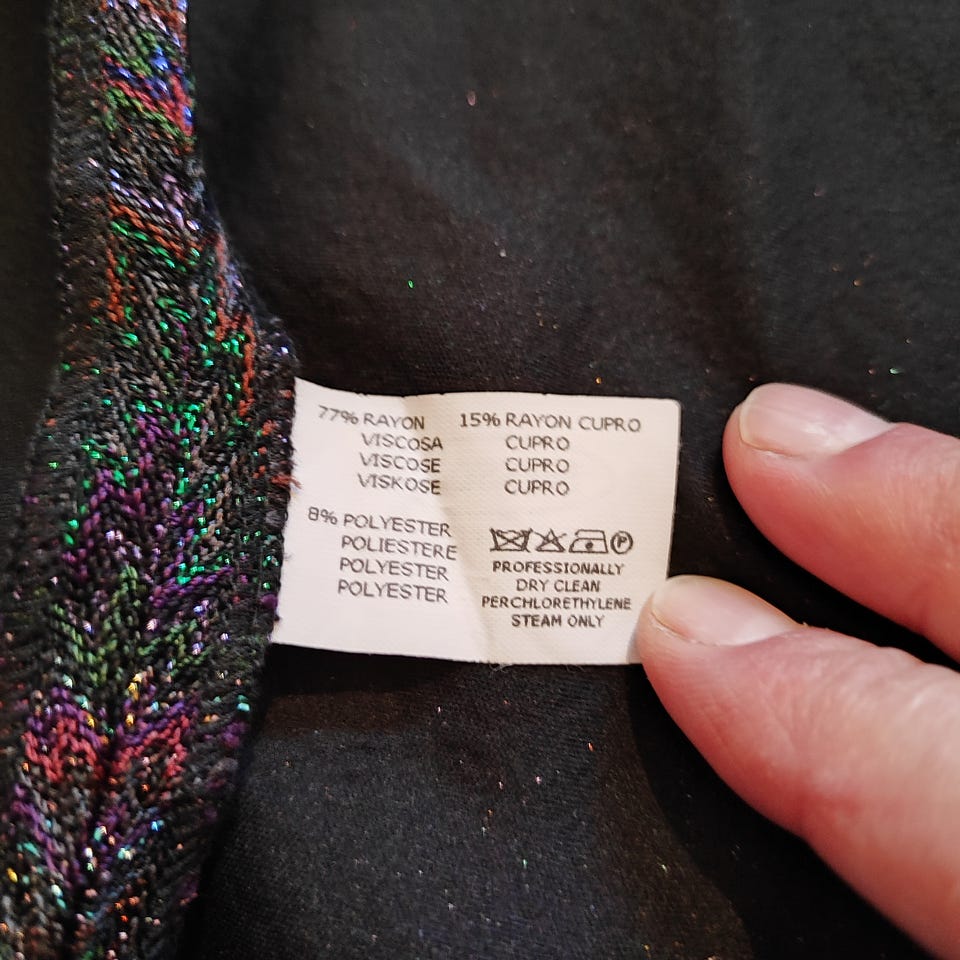 77% RAYON
VISCOSA
VISCOSE
VISKOSE
15% RAYON CUPRO
CUPRO
CUPRO
CUPRO
8% POLYESTER
POLIESTERE
POLYESTER
POLYESTER
P
PROFESSIONALLY
DRY CLEAN
PERCHLORETHYLENE
STEAM ONLY